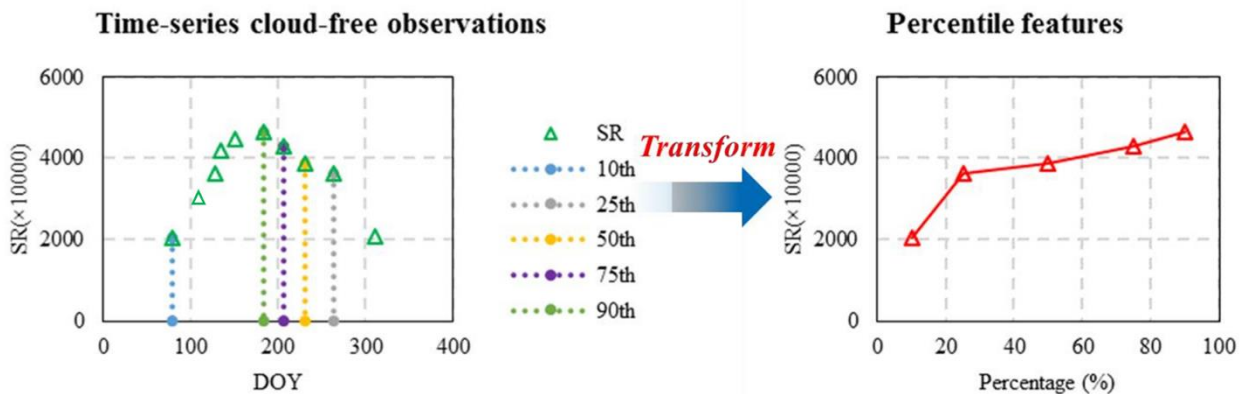 Time-series cloud-free observations
6000
4000
2000
0
SR(×10000)
0 100 200 300 400
DOY
SR
10th
25th
50th
75th
90th
Transform
Percentile features
6000
4000
2000
0
SR(×10000)
0 20 40 60 80 100
Percentage (%)